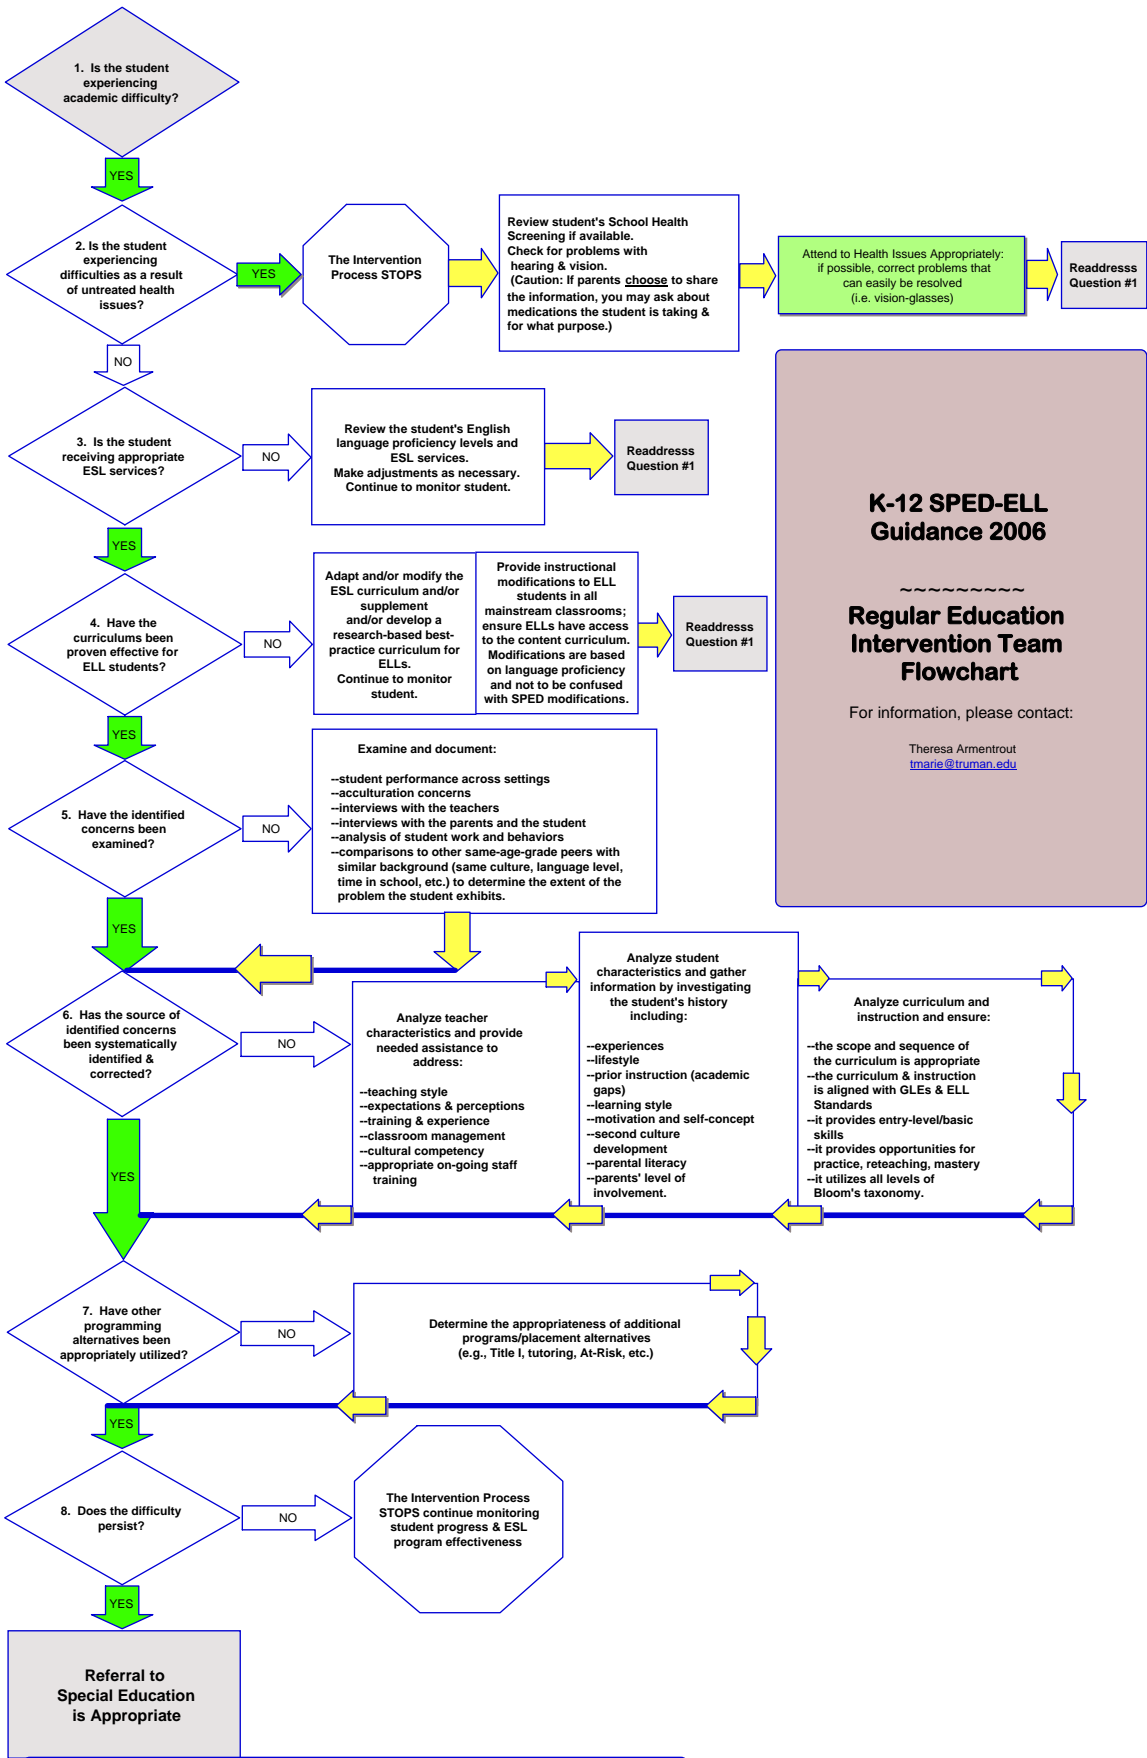 1. Is the student
experiencing
academic difficulty?
YES
2. Is the student
experiencing
difficulties as a result
of untreated health
issues?
YES
The Intervention
Process STOPS
Review student's School Health
Screening if available.
Check for problems with
hearing & vision.
(Caution: If parents choose to share
the information, you may ask about
medications the student is taking &
for what purpose.)
Attend to Health Issues Appropriately:
if possible, correct problems that
can easily be resolved
(i.e. vision-glasses)
Readdresss
Question #1
NO
3. Is the student
receiving appropriate
ESL services?
NO
Review the student's English
language proficiency levels and
ESL services.
Make adjustments as necessary.
Continue to monitor student.
Readdresss
Question #1
K-12 SPED-ELL
Guidance 2006
~~~~~~~~~
Regular Education
Intervention Team
Flowchart
For information, please contact:
Theresa Armentrout
tmarie@truman.edu
YES
4. Have the
curriculums been
proven effective for
ELL students?
NO
Adapt and/or modify the
ESL curriculum and/or
supplement
and/or develop a
research-based best-
practice curriculum for
ELLs.
Continue to monitor
student.
Provide instructional
modifications to ELL
students in all
mainstream classrooms;
ensure ELLs have access
to the content curriculum.
Modifications are based
on language proficiency
and not to be confused
with SPED modifications.
Readdresss
Question #1
YES
5. Have the identified
concerns been
examined?
NO
Examine and document:
--student performance across settings
--acculturation concerns
--interviews with the teachers
--interviews with the parents and the student
--analysis of student work and behaviors
--comparisons to other same-age-grade peers with
similar background (same culture, language level,
time in school, etc.) to determine the extent of the
problem the student exhibits.
YES
6. Has the source of
identified concerns
been systematically
identified &
corrected?
NO
Analyze teacher
characteristics and provide
needed assistance to
address:
--teaching style
--expectations & perceptions
--training & experience
--classroom management
--cultural competency
--appropriate on-going staff
training
Analyze student
characteristics and gather
information by investigating
the student's history
including:
--experiences
--lifestyle
--prior instruction (academic
gaps)
--learning style
--motivation and self-concept
--second culture
development
--parental literacy
--parents' level of
involvement.
Analyze curriculum and
instruction and ensure:
--the scope and sequence of
the curriculum is appropriate
--the curriculum & instruction
is aligned with GLEs & ELL
Standards
--it provides entry-level/basic
skills
--it provides opportunities for
practice, reteaching, mastery
--it utilizes all levels of
Bloom's taxonomy.
YES
7. Have other
programming
alternatives been
appropriately utilized?
NO
Determine the appropriateness of additional
programs/placement alternatives
(e.g., Title I, tutoring, At-Risk, etc.)
YES
8. Does the difficulty
persist?
NO
The Intervention Process
STOPS continue monitoring
student progress & ESL
program effectiveness
YES
Referral to
Special Education
is Appropriate